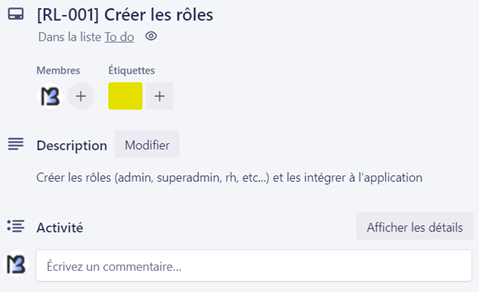 [RL-001] Créer les rôles
Dans la liste To do
Membres Étiquettes
Description Modifier
Créer les rôles (admin, superadmin, rh, etc...) et les intégrer à l'application
Activité Afficher les détails
Écrivez un commentaire...